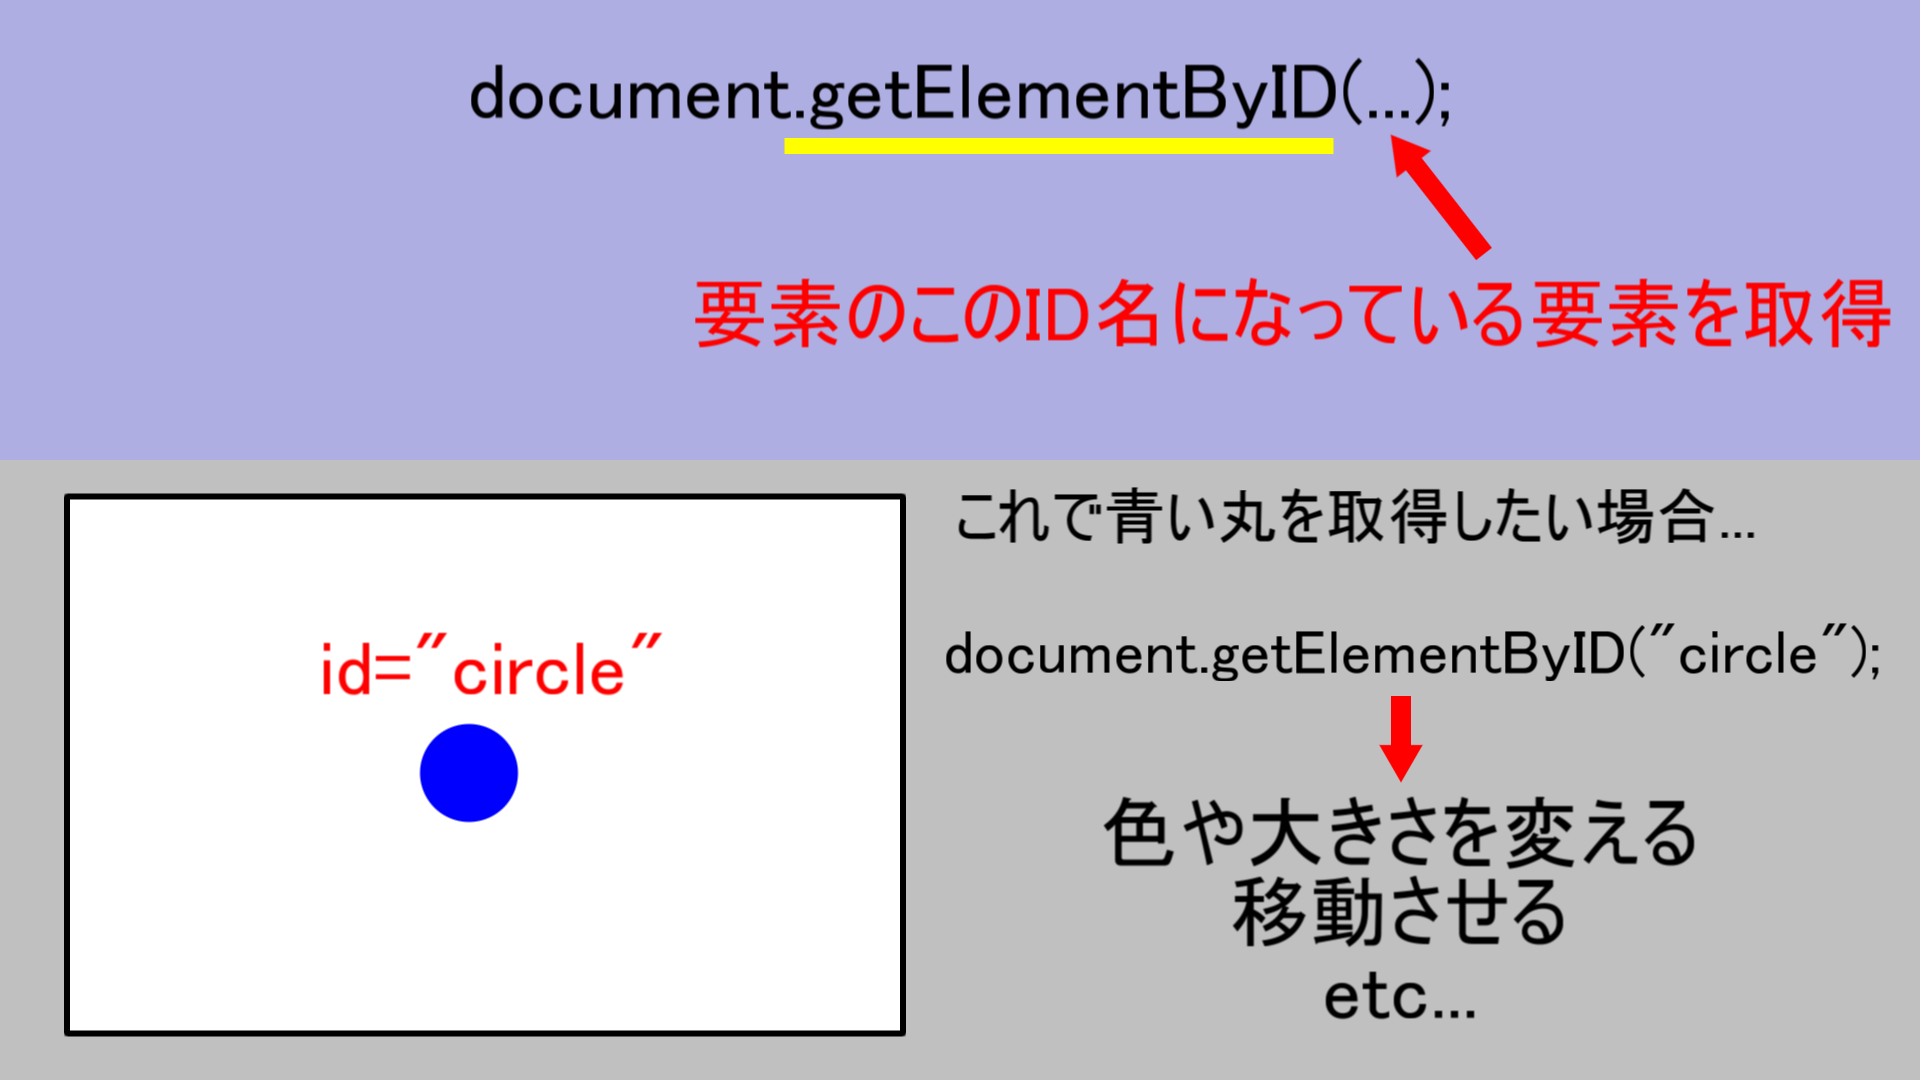 document.getElementByID(...);
要素のこのID名になっている要素を取得
id="circle"
これで青い丸を取得したい場合...
document.getElementByID("circle");
色や大きさを変える
移動させる
etc...